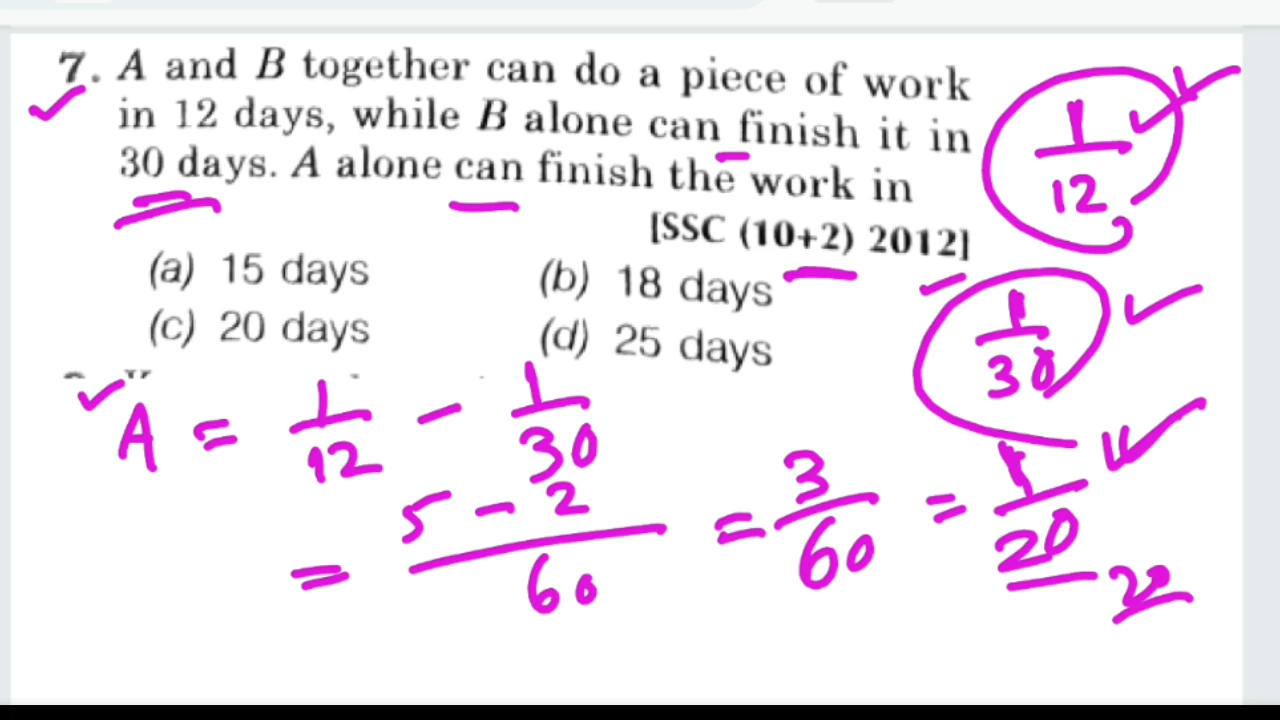 7. A and B together can do a piece of work
in 12 days, while B alone can finish it in
30 days. A alone can finish the work in
[SSC (10+2) 2012]
(a) 15 days (b) 18 days
(c) 20 days (d) 25 days
1/12
1/30
A = 1/12 - 1/30
= 5 - 2/60 = 3/60 = 1/20
20